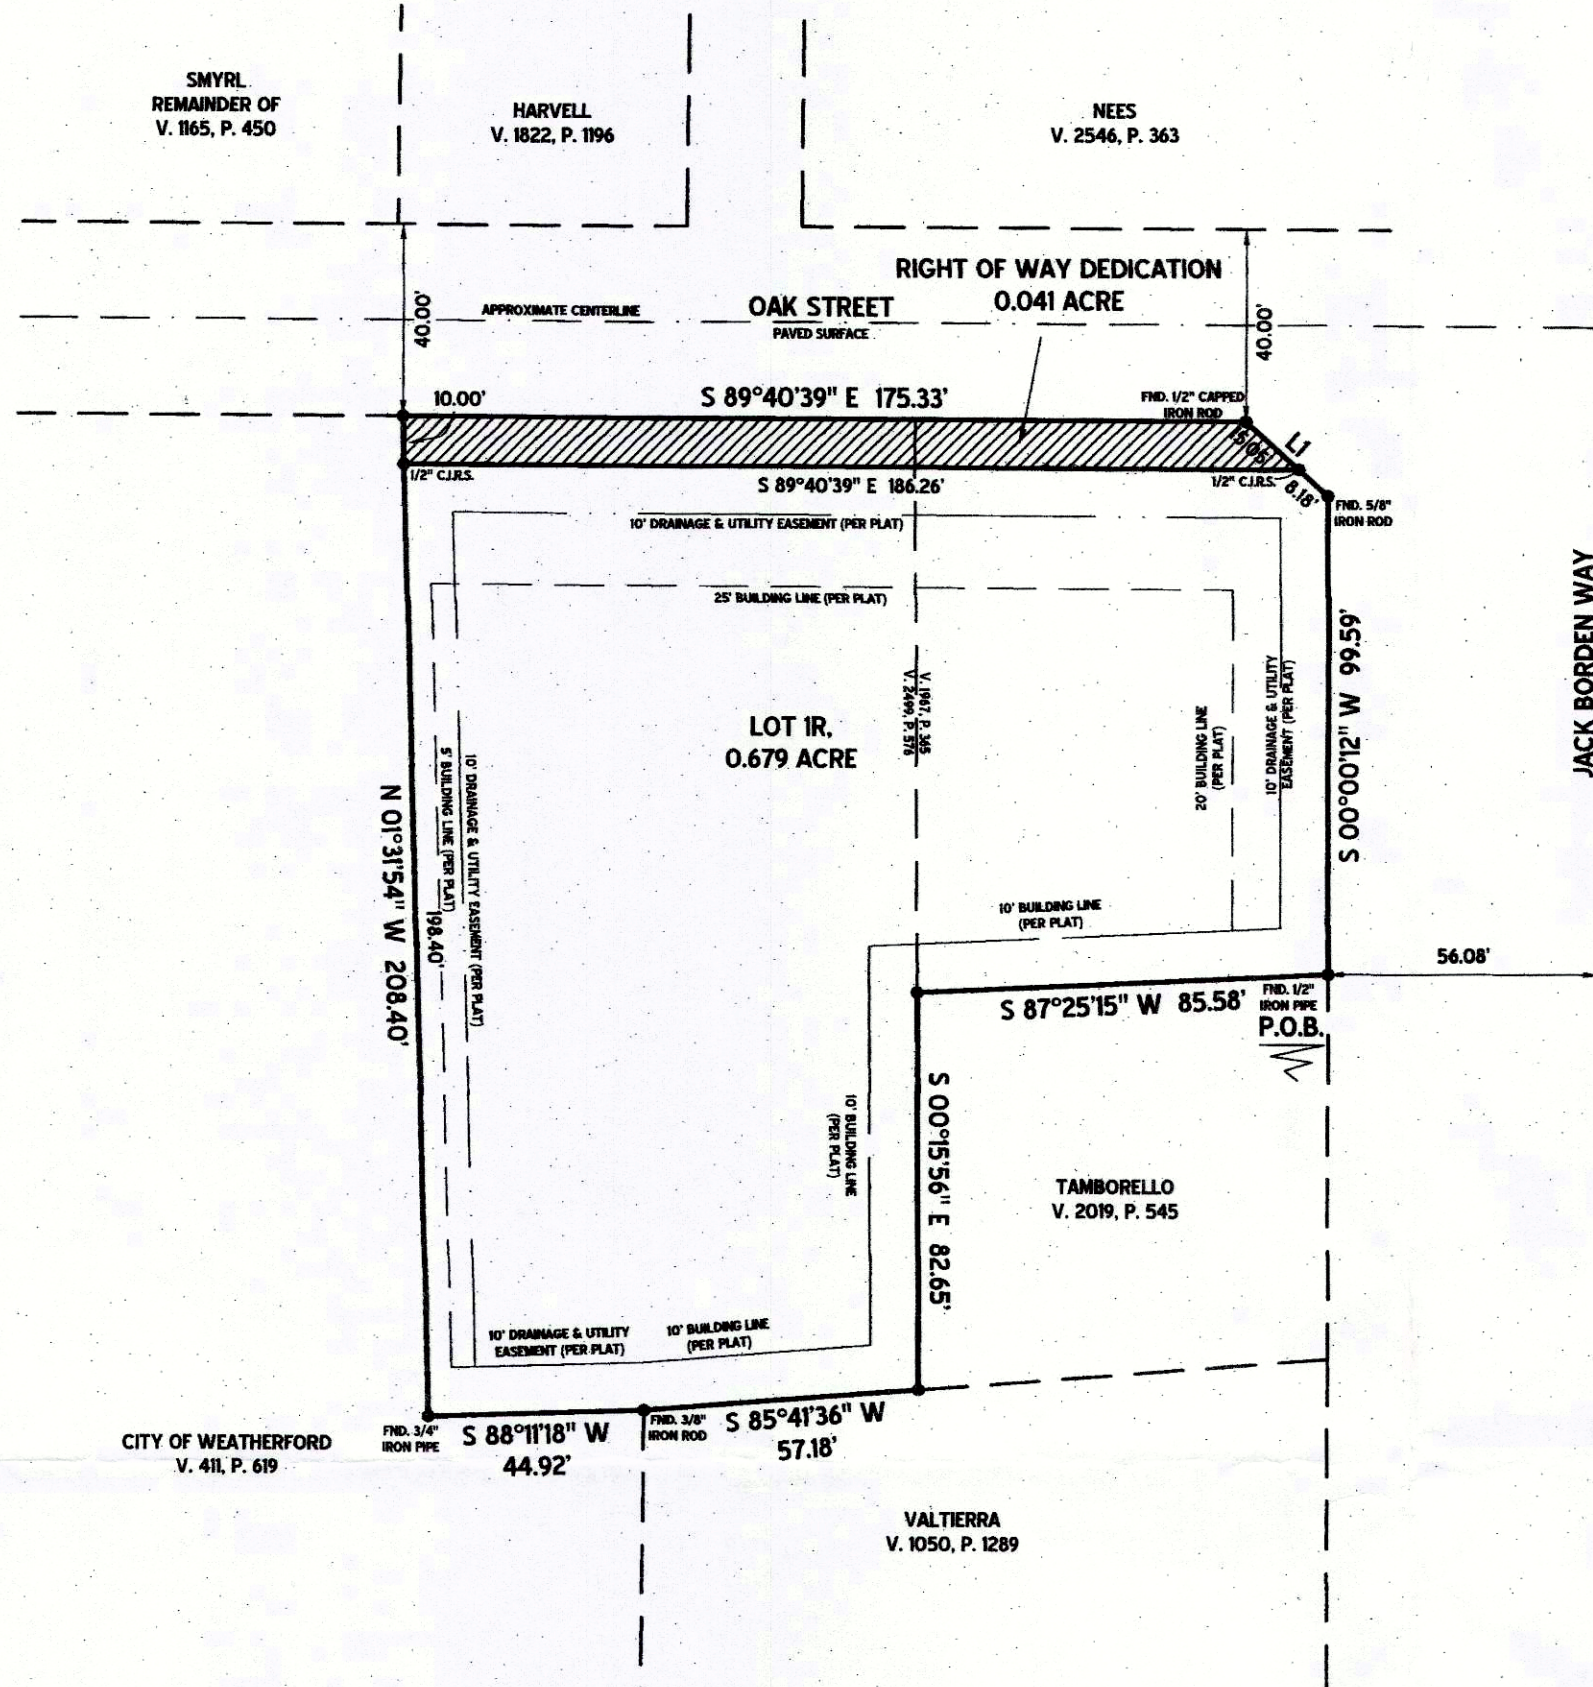 SMYRL
REMAINDER OF
V. 1165, P. 450
HARVELL
V. 1822, P. 1196
NEES
V. 2546, P. 363
RIGHT OF WAY DEDICATION
0.041 ACRE
40.00'
APPROXIMATE CENTERLINE
OAK STREET
PAVED SURFACE
40.00'
10.00'
S 89°40'39" E 175.33'
FND. 1/2" CAPPED
IRON ROD
15.05'
L1
1/2" C.I.R.S.
S 89°40'39" E 186.26'
1/2" C.I.R.S.
8.18'
FND. 5/8"
IRON ROD
10' DRAINAGE & UTILITY EASEMENT (PER PLAT)
25' BUILDING LINE (PER PLAT)
JACK BORDEN WAY
S 00°00'12" W 99.59'
V. 1967, P. 365
V. 2499, P. 576
LOT 1R,
0.679 ACRE
20' BUILDING LINE
(PER PLAT)
10' DRAINAGE & UTILITY
EASEMENT (PER PLAT)
N 01°31'54" W 208.40'
5' BUILDING LINE (PER PLAT)
198.40'
10' DRAINAGE & UTILITY EASEMENT (PER PLAT)
10' BUILDING LINE
(PER PLAT)
56.08'
S 87°25'15" W 85.58'
FND. 1/2"
IRON PIPE
P.O.B.
10' BUILDING LINE
(PER PLAT)
S 00°15'56" E 82.65'
TAMBORELLO
V. 2019, P. 545
10' DRAINAGE & UTILITY
EASEMENT (PER PLAT)
10' BUILDING LINE
(PER PLAT)
FND. 3/4"
IRON PIPE
S 88°11'18" W
44.92'
FND. 3/8"
IRON ROD
S 85°41'36" W
57.18'
CITY OF WEATHERFORD
V. 411, P. 619
VALTIERRA
V. 1050, P. 1289